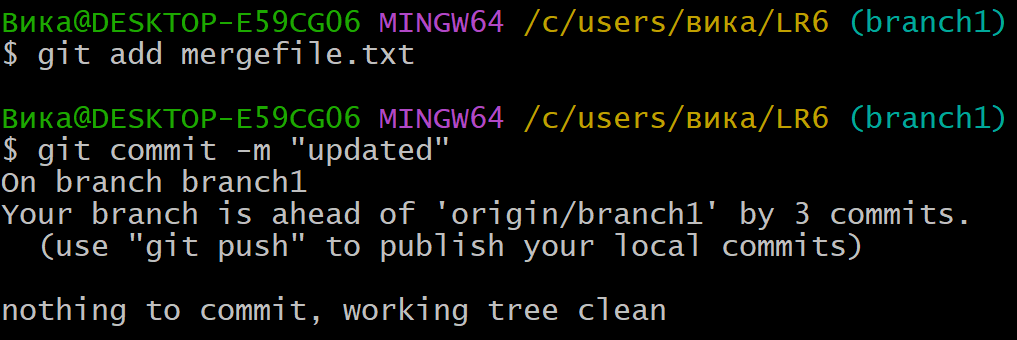 Вика@DESKTOP-E59CG06 MINGW64 /c/users/вика/LR6 (branch1)
$ git add mergefile.txt
Вика@DESKTOP-E59CG06 MINGW64 /c/users/вика/LR6 (branch1)
$ git commit -m "updated"
On branch branch1
Your branch is ahead of 'origin/branch1' by 3 commits.
  (use "git push" to publish your local commits)
nothing to commit, working tree clean